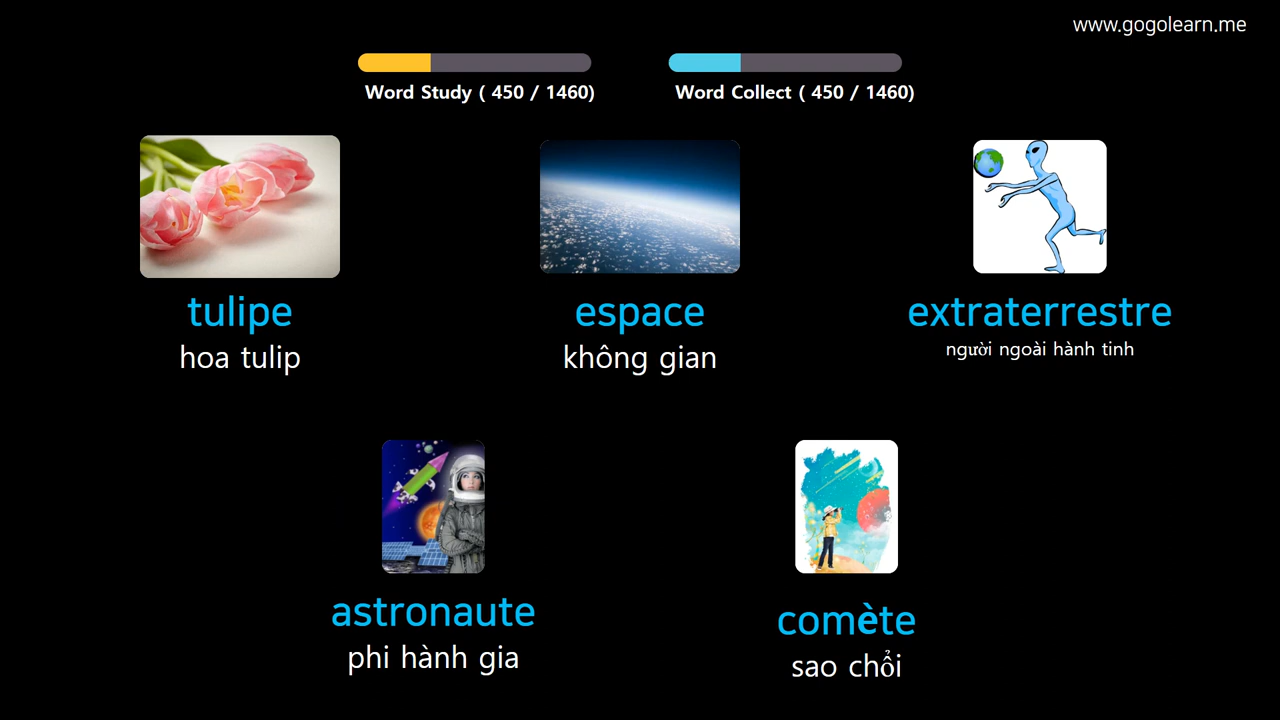 www.gogolearn.me
Word Study ( 450 / 1460)
Word Collect ( 450 / 1460)
tulipe
hoa tulip
espace
không gian
extraterrestre
người ngoài hành tinh
astronaute
phi hành gia
comète
sao chổi